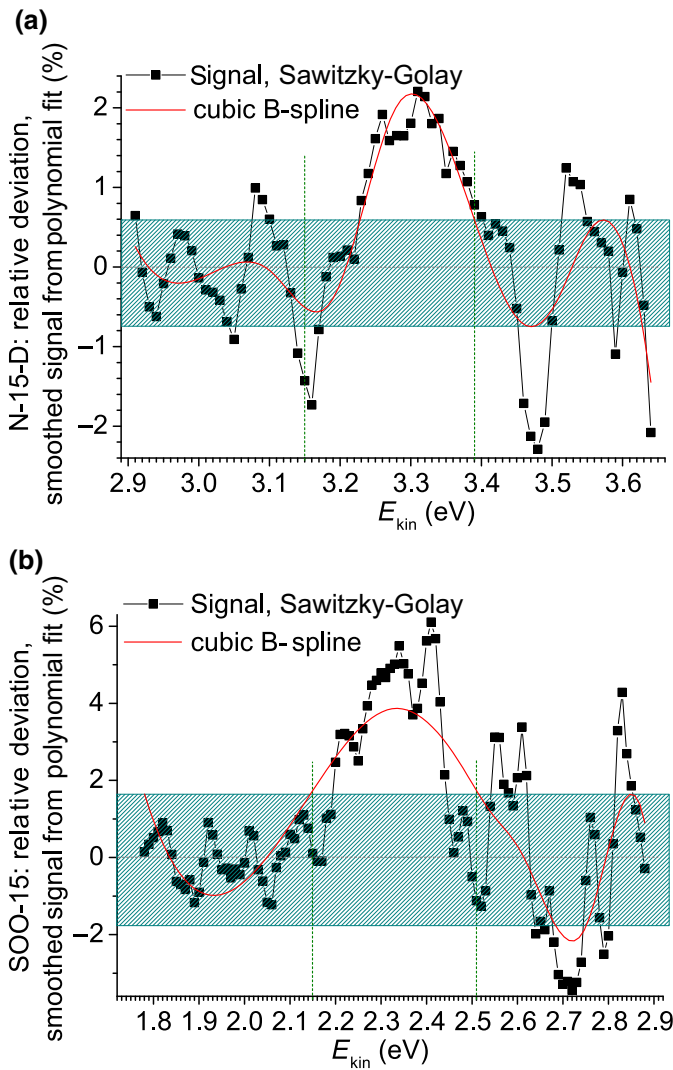 (a)
Signal, Sawitzky-Golay
cubic B-spline
N-15-D: relative deviation,
smoothed signal from polynomial fit (%)
2
1
0
−1
−2
2.9 3.0 3.1 3.2 3.3 3.4 3.5 3.6
Ekin (eV)
(b)
Signal, Sawitzky-Golay
cubic B-spline
SOO-15: relative deviation,
smoothed signal from polynomial fit (%)
6
4
2
0
−2
1.8 1.9 2.0 2.1 2.2 2.3 2.4 2.5 2.6 2.7 2.8 2.9
Ekin (eV)